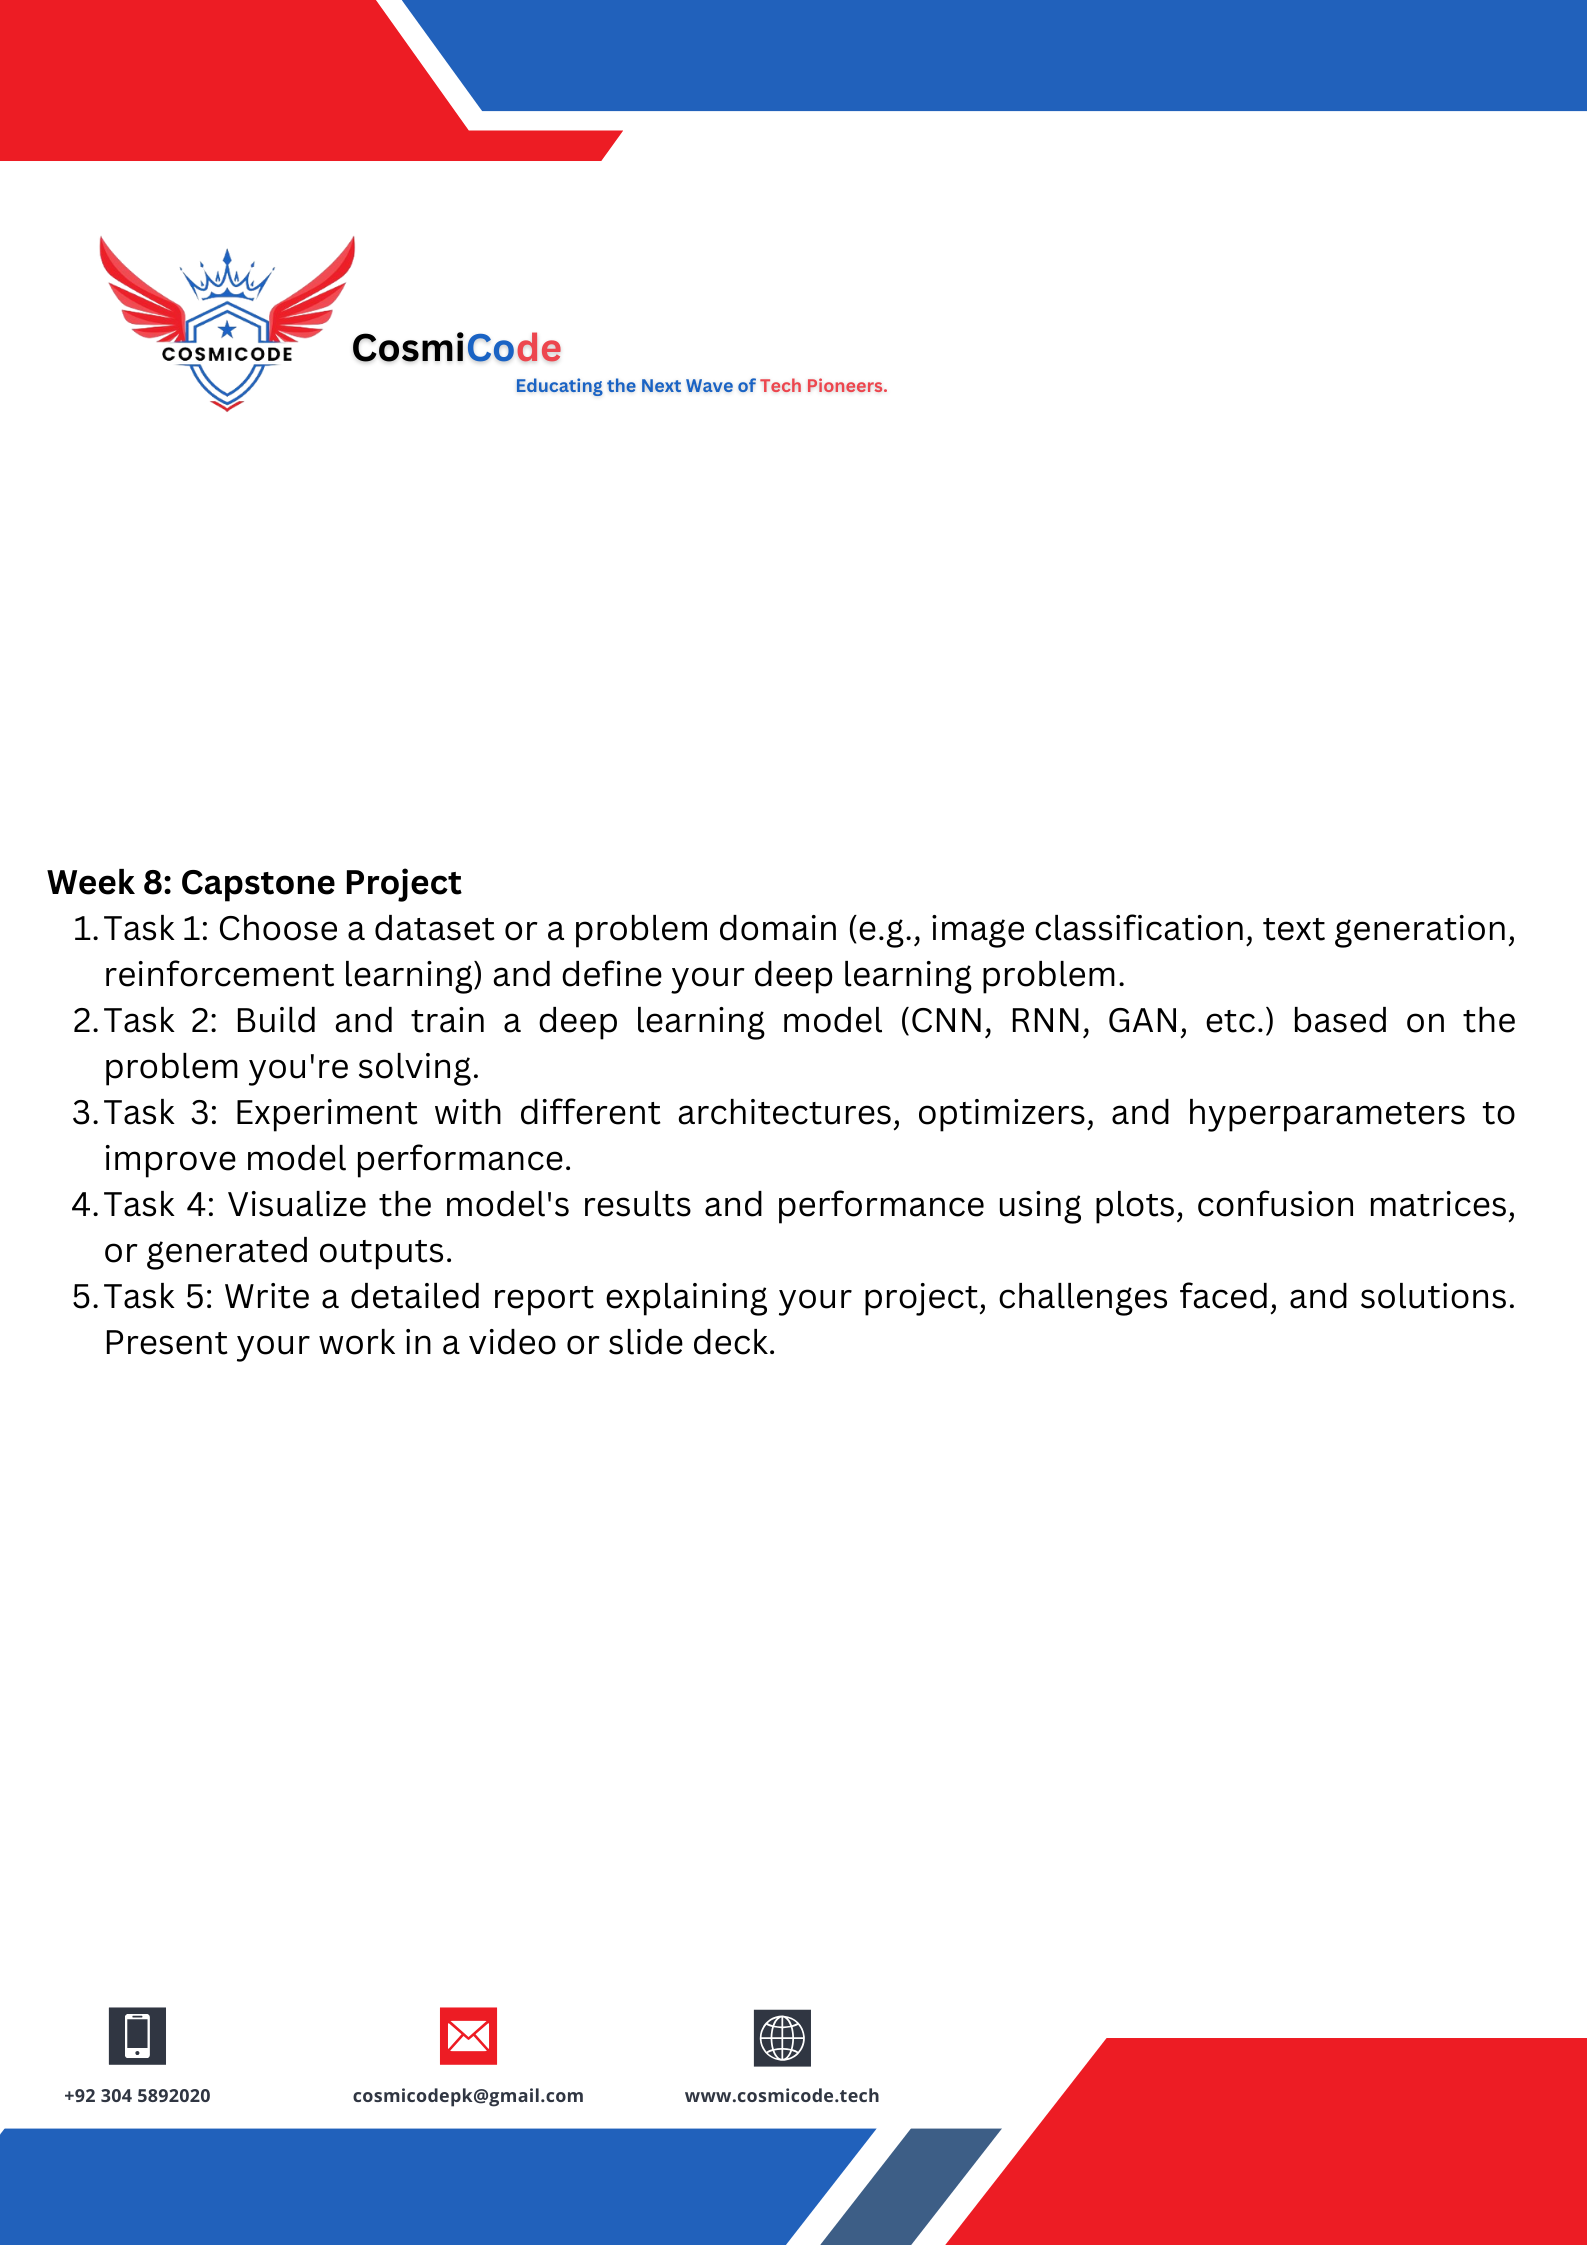 COSMICODE
CosmiCode
Educating the Next Wave of Tech Pioneers.
Week 8: Capstone Project
1. Task 1: Choose a dataset or a problem domain (e.g., image classification, text generation,
reinforcement learning) and define your deep learning problem.
2. Task 2: Build and train a deep learning model (CNN, RNN, GAN, etc.) based on the
problem you're solving.
3. Task 3: Experiment with different architectures, optimizers, and hyperparameters to
improve model performance.
4. Task 4: Visualize the model's results and performance using plots, confusion matrices,
or generated outputs.
5. Task 5: Write a detailed report explaining your project, challenges faced, and solutions.
Present your work in a video or slide deck.
+92 304 5892020
cosmicodepk@gmail.com
www.cosmicode.tech